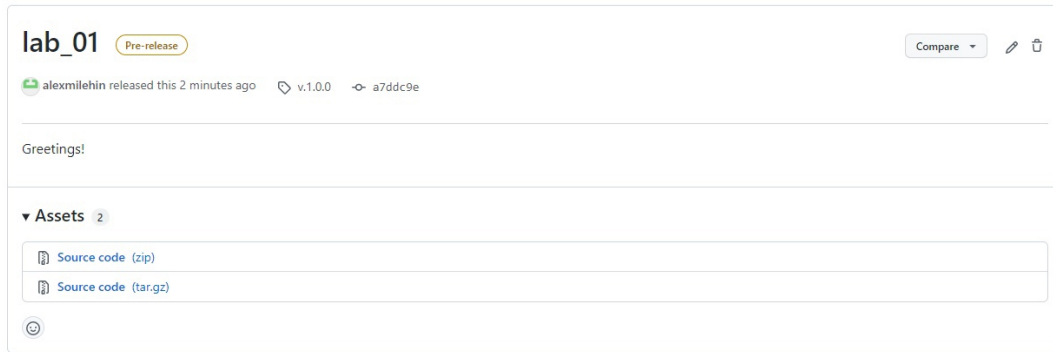 lab_01 Pre-release Compare
alexmilehin released this 2 minutes ago v.1.0.0 a7ddc9e
Greetings!
Assets 2
Source code (zip)
Source code (tar.gz)